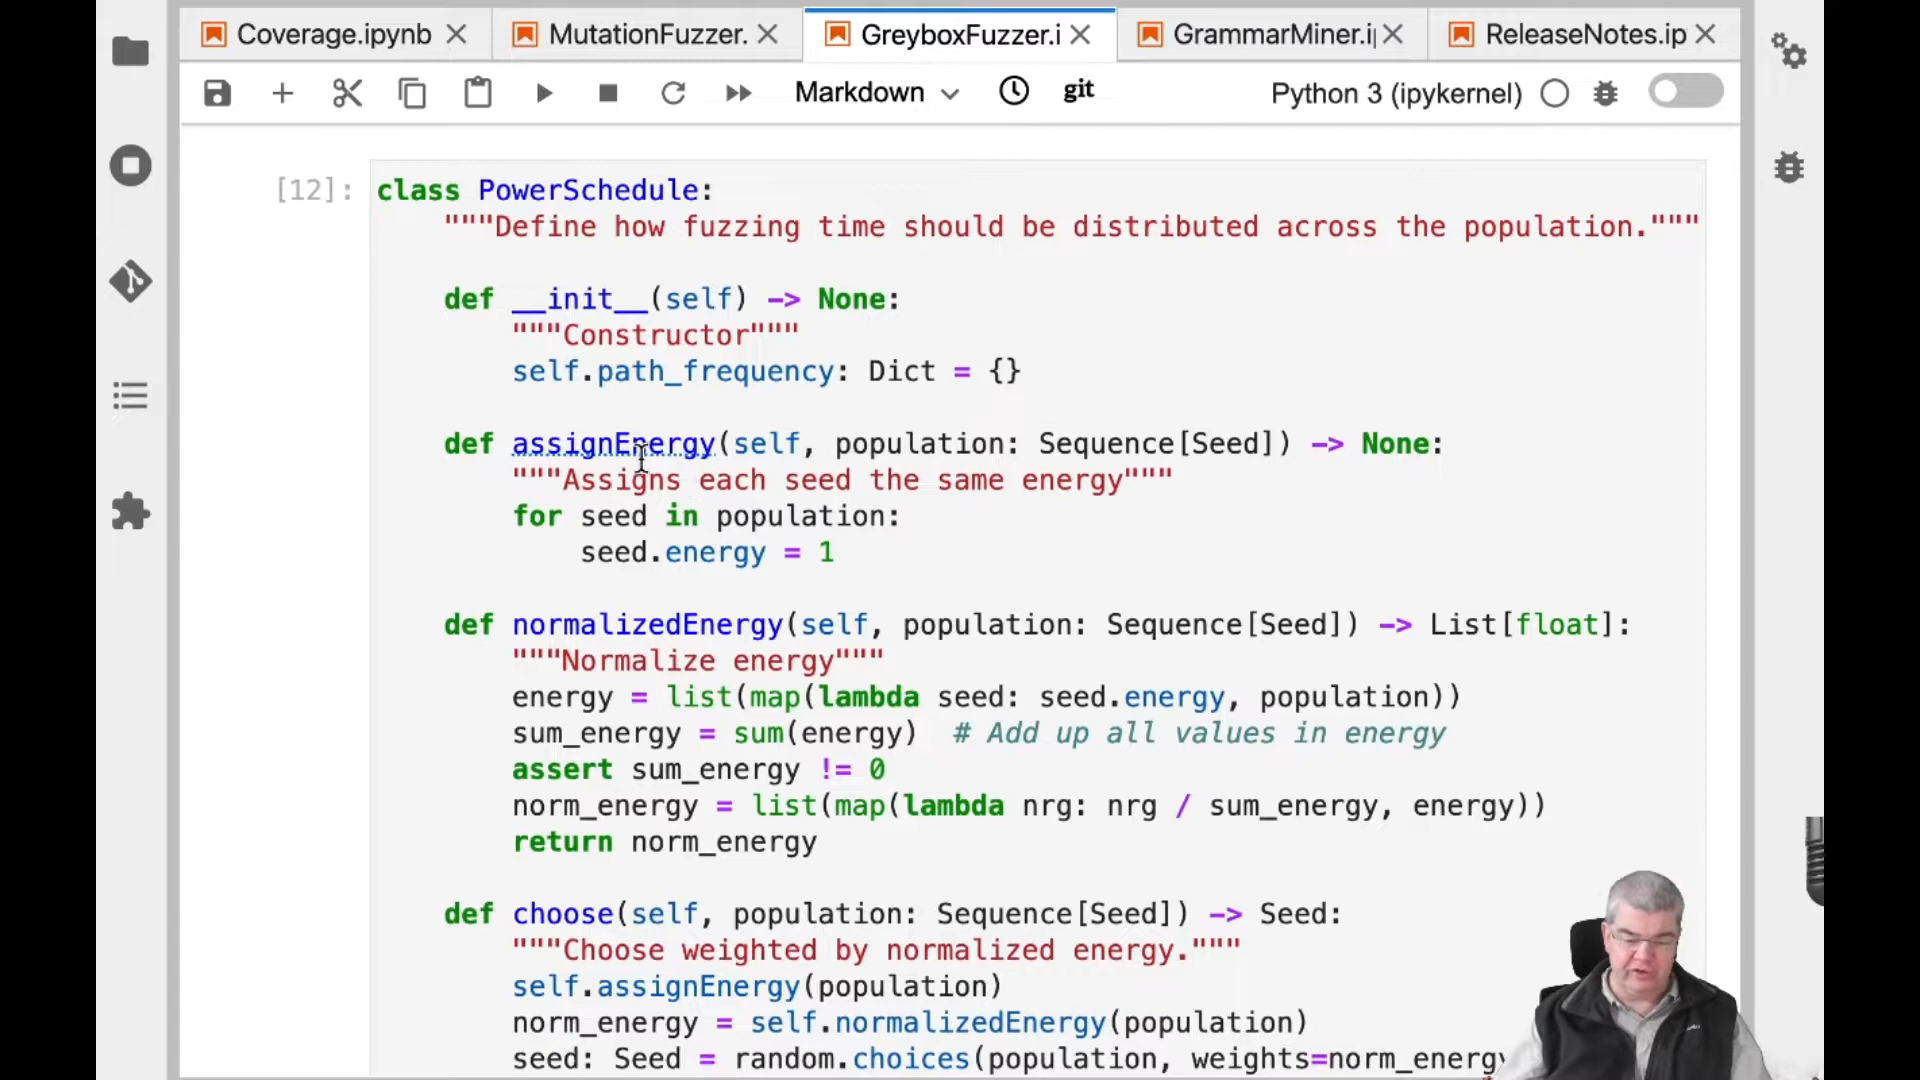 Coverage.ipynb
MutationFuzzer.
GreyboxFuzzer.i
GrammarMiner.i
ReleaseNotes.ip
Markdown
git
Python 3 (ipykernel)
[12]:
class PowerSchedule:
"""Define how fuzzing time should be distributed across the population."""
def __init__(self) -> None:
"""Constructor"""
self.path_frequency: Dict = {}
def assignEnergy(self, population: Sequence[Seed]) -> None:
"""Assigns each seed the same energy"""
for seed in population:
seed.energy = 1
def normalizedEnergy(self, population: Sequence[Seed]) -> List[float]:
"""Normalize energy"""
energy = list(map(lambda seed: seed.energy, population))
sum_energy = sum(energy)  # Add up all values in energy
assert sum_energy != 0
norm_energy = list(map(lambda nrg: nrg / sum_energy, energy))
return norm_energy
def choose(self, population: Sequence[Seed]) -> Seed:
"""Choose weighted by normalized energy."""
self.assignEnergy(population)
norm_energy = self.normalizedEnergy(population)
seed: Seed = random.choices(population, weights=norm_energy